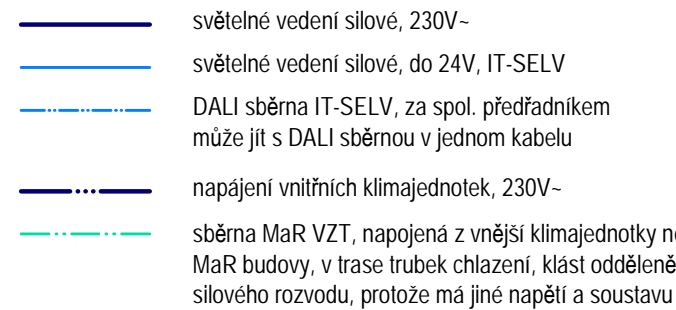 světelné vedení silové, 230V~
světelné vedení silové, do 24V, IT-SELV
DALI sběrna IT-SELV, za spol. předřadníkem
může jít s DALI sběrnou v jednom kabelu
napájení vnitřních klimajednotek, 230V~
sběrna MaR VZT, napojená z vnější klimajednotky
MaR budovy, v trase trubek chlazení, klást odděleně
silového rozvodu, protože má jiné napětí a soustavu